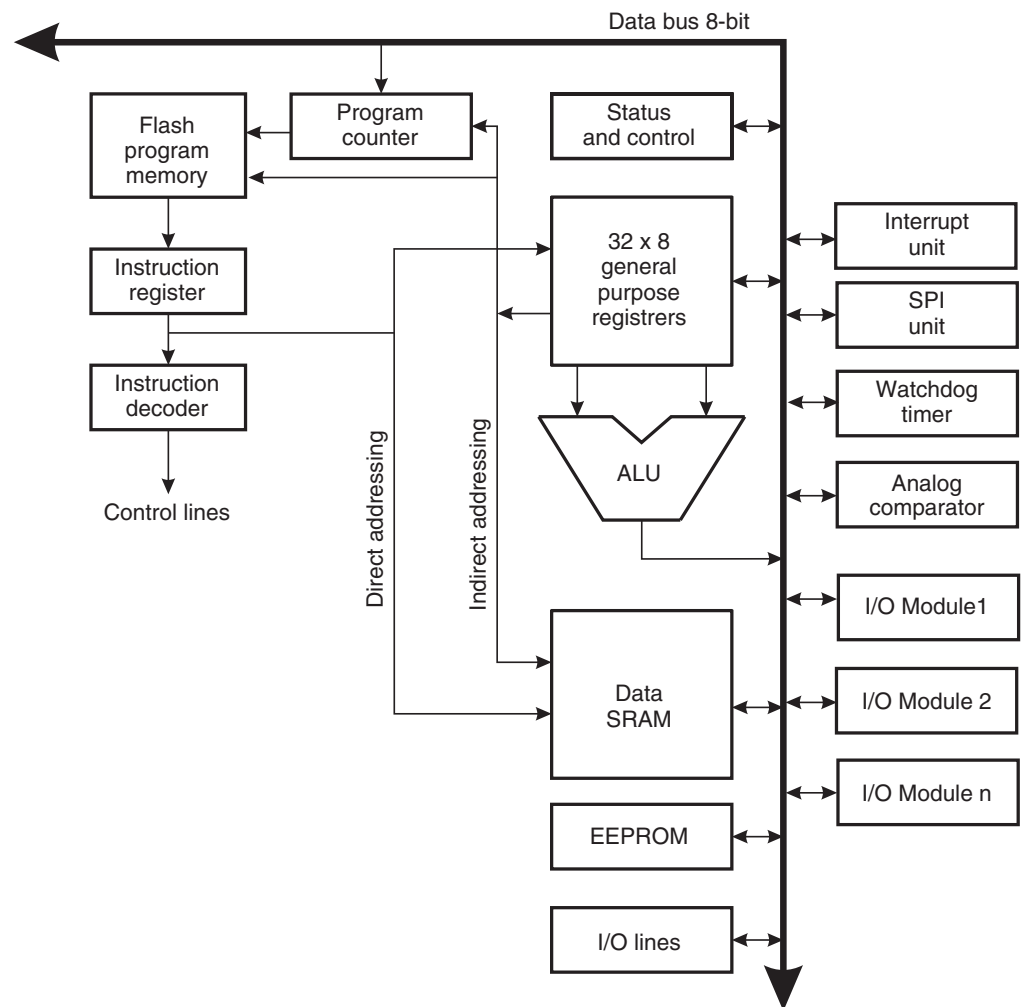 Data bus 8-bit
Flash
program
memory
Program
counter
Status
and control
Instruction
register
32 x 8
general
purpose
registrers
Interrupt
unit
SPI
unit
Instruction
decoder
Watchdog
timer
Control lines
Direct addressing
Indirect addressing
ALU
Analog
comparator
I/O Module1
Data
SRAM
I/O Module 2
I/O Module n
EEPROM
I/O lines